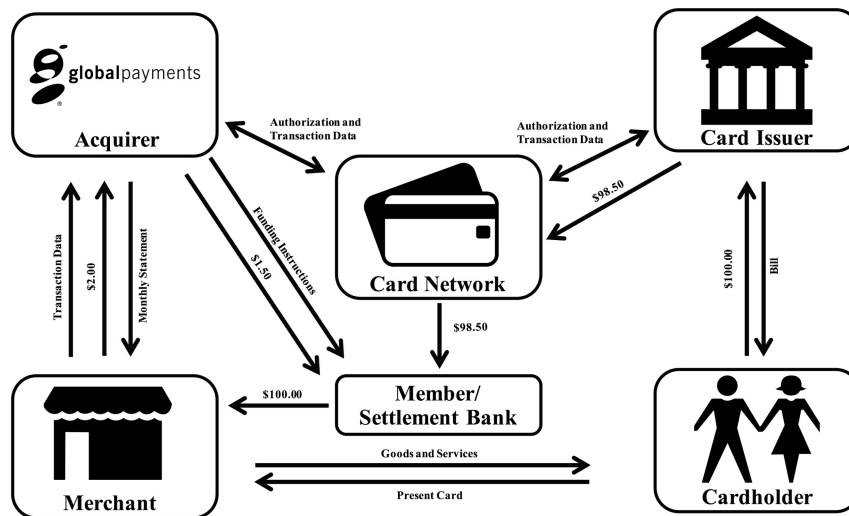 globalpayments
®
Acquirer
Card Issuer
Authorization and
Transaction Data
Authorization and
Transaction Data
$98.50
Card Network
Funding Instructions
$1.50
Transaction Data
$2.00
Monthly Statement
$100.00
Bill
$98.50
Member/
Settlement Bank
$100.00
Goods and Services
Present Card
Merchant
Cardholder